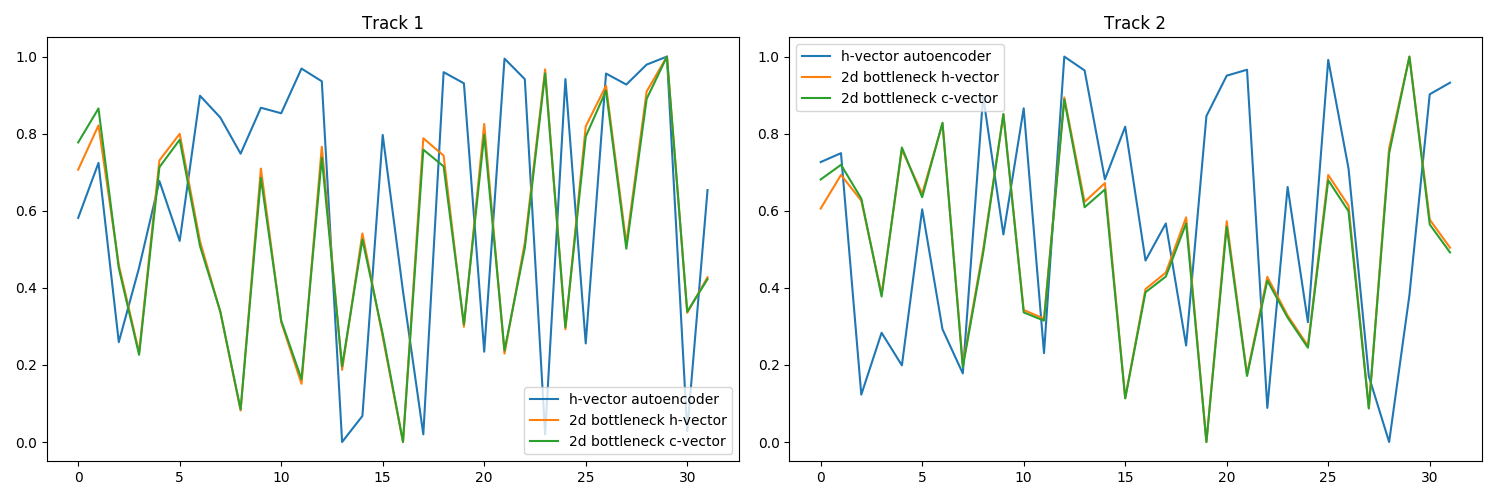 Track 1
1.0
0.8
0.6
0.4
0.2
0.0
0 5 10 15 20 25 30
h-vector autoencoder
2d bottleneck h-vector
2d bottleneck c-vector
Track 2
1.0
0.8
0.6
0.4
0.2
0.0
0 5 10 15 20 25 30
h-vector autoencoder
2d bottleneck h-vector
2d bottleneck c-vector